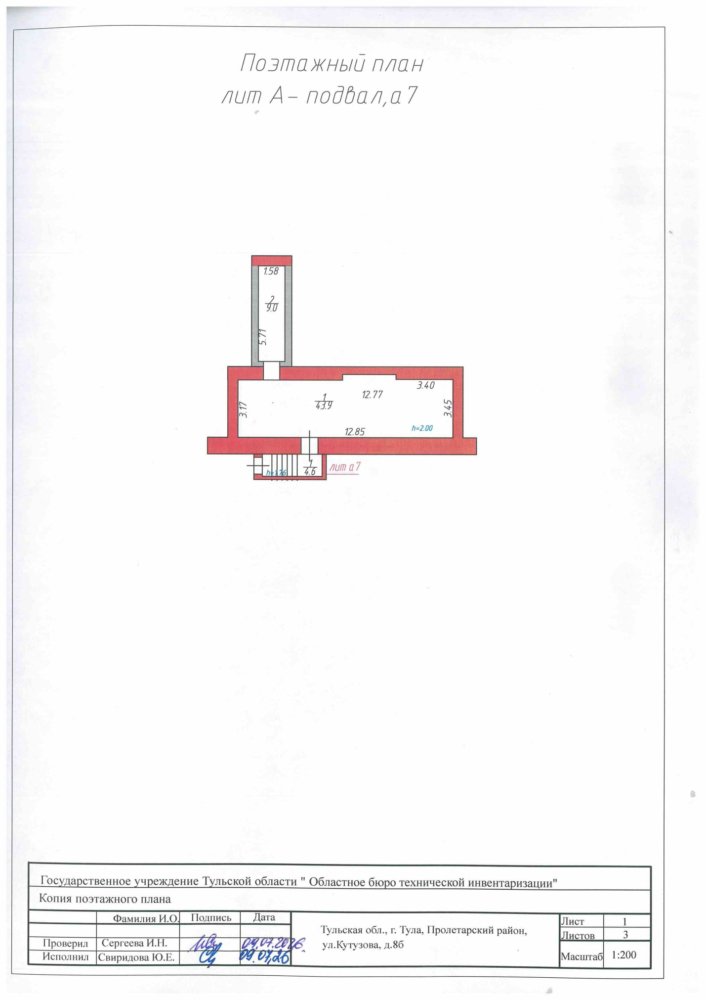 Поэтажный план
лит А – подвал, а7
1.58
2
9.0
5.71
3.40
12.77
1
43.9
3.17
3.45
12.85
h=2.00
1
4.6
h=1.76
лит а7
Государственное учреждение Тульской области " Областное бюро технической инвентаризации"
Копия поэтажного плана
Фамилия И.О. Подпись Дата
Проверил Сергеева И.Н. 09.07.2026
Исполнил Свиридова Ю.Е. 09.07.26
Тульская обл., г. Тула, Пролетарский район,
ул.Кутузова, д.8б
Лист 1
Листов 3
Масштаб 1:200